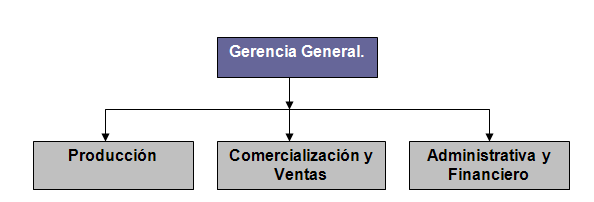 Gerencia General.
Producción
Comercialización y
Ventas
Administrativa y
Financiero